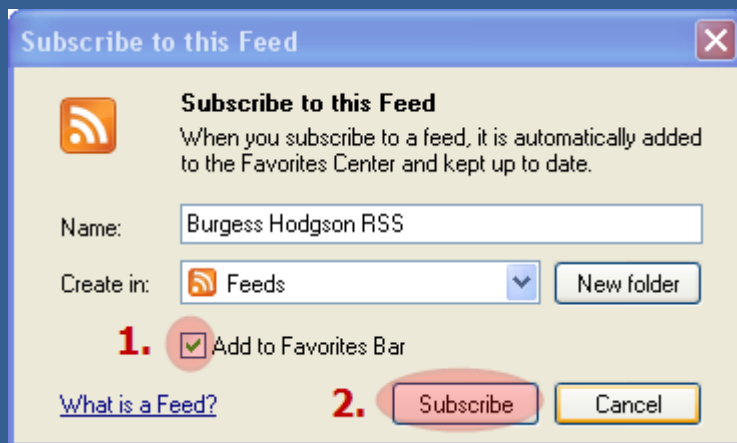 Subscribe to this Feed
Subscribe to this Feed
When you subscribe to a feed, it is automatically added
to the Favorites Center and kept up to date.
Name: Burgess Hodgson RSS
Create in: Feeds New folder
1. Add to Favorites Bar
What is a Feed? 2. Subscribe Cancel